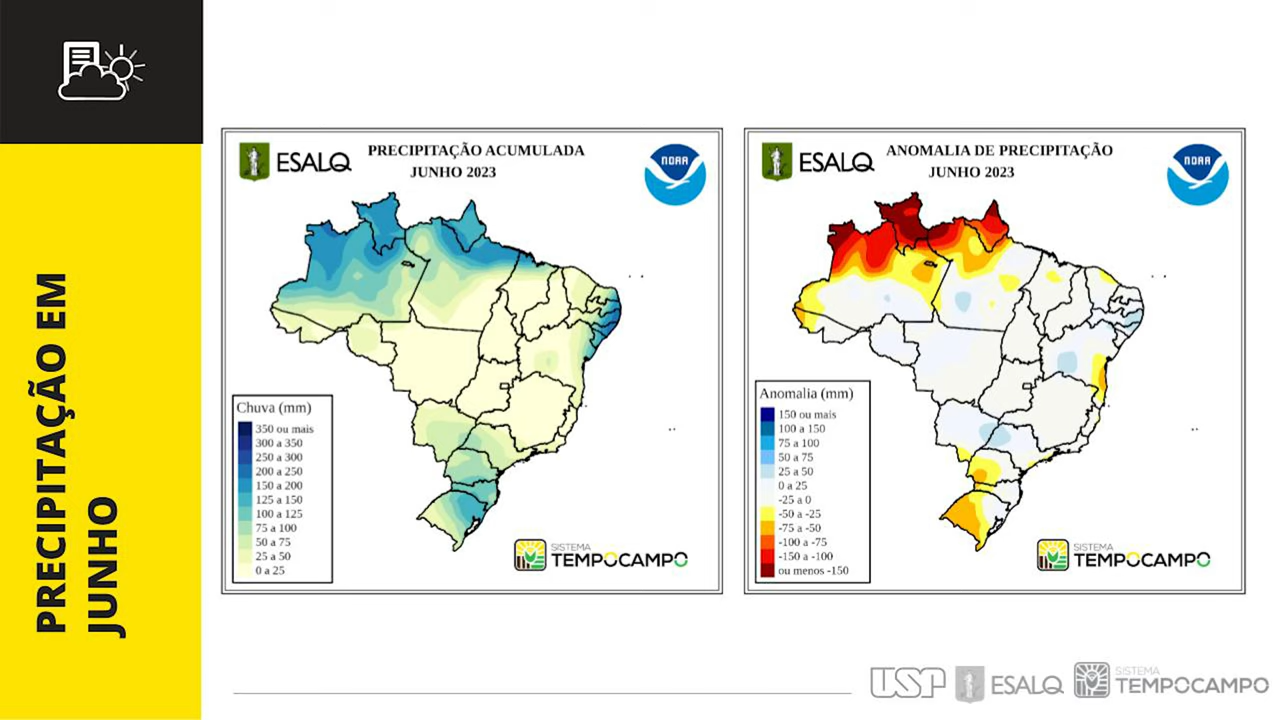 PRECIPITAÇÃO EM
JUNHO
ESALQ
PRECIPITAÇÃO ACUMULADA
JUNHO 2023
NOAA
Chuva (mm)
350 ou mais
300 a 350
250 a 300
200 a 250
150 a 200
125 a 150
100 a 125
75 a 100
50 a 75
25 a 50
0 a 25
SISTEMA
TEMPOCAMPO
ESALQ
ANOMALIA DE PRECIPITAÇÃO
JUNHO 2023
NOAA
Anomalia (mm)
150 ou mais
100 a 150
75 a 100
50 a 75
25 a 50
0 a 25
-25 a 0
-50 a -25
-75 a -50
-100 a -75
-150 a -100
ou menos -150
SISTEMA
TEMPOCAMPO
USP
ESALQ
SISTEMA
TEMPOCAMPO